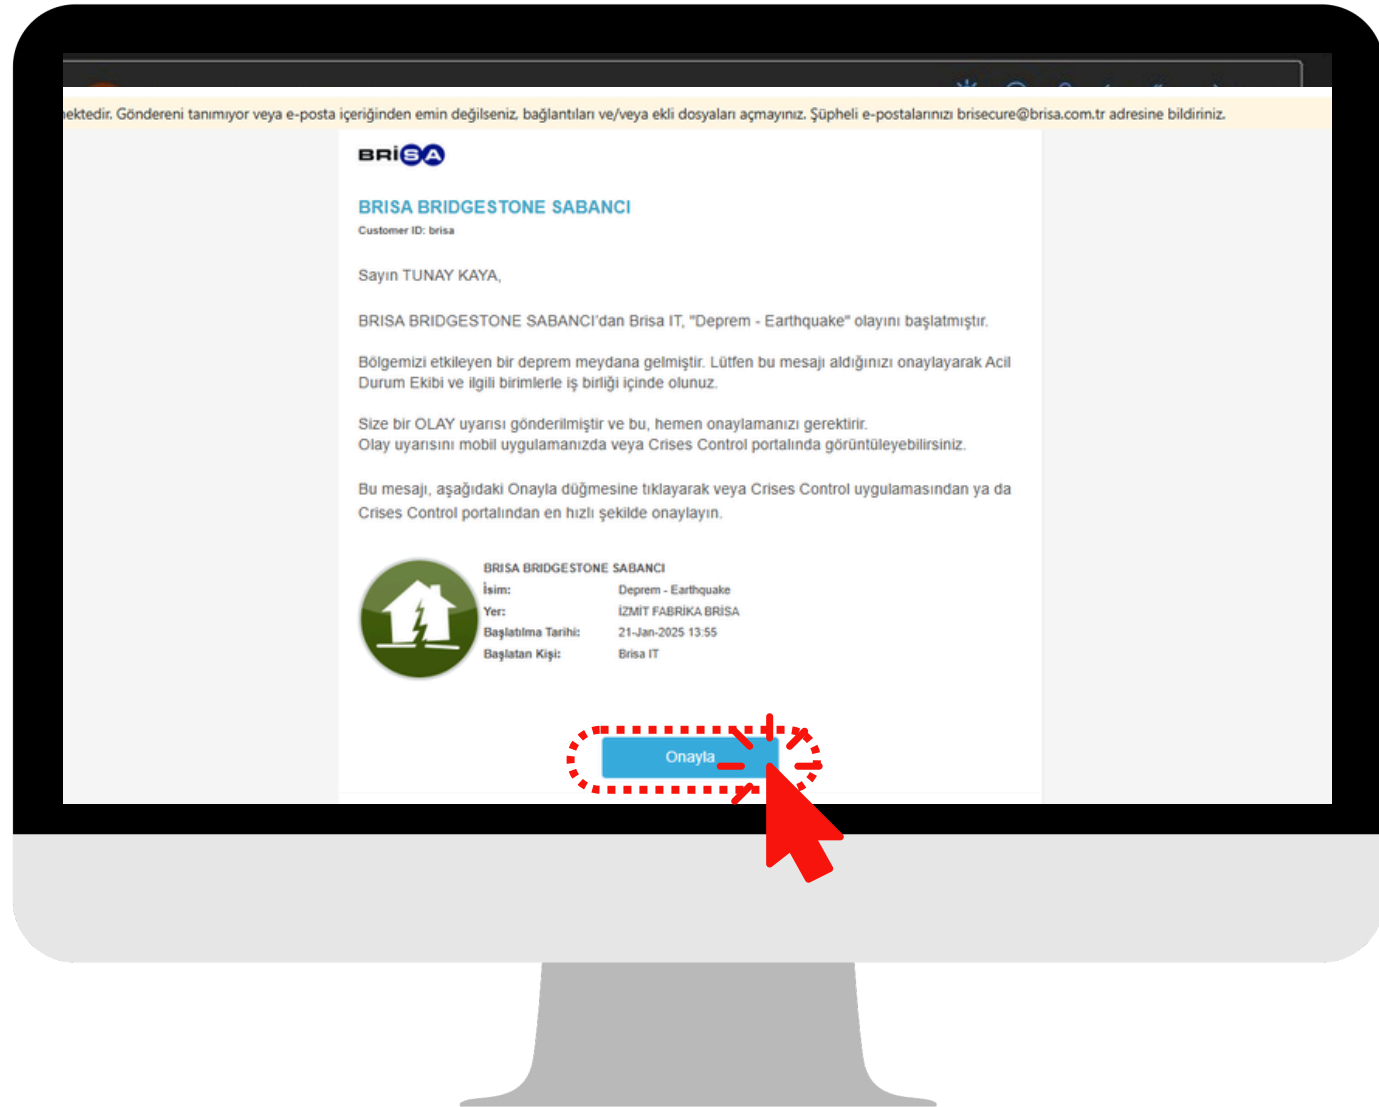 Göndereni tanımıyor veya e-posta içeriğinden emin değilseniz, bağlantıları ve/veya ekli dosyaları açmayınız. Şüpheli e-postalarınızı brisecure@brisa.com.tr adresine bildiriniz.
BRİSA
BRISA BRIDGESTONE SABANCI
Customer ID: brisa
Sayın TUNAY KAYA,
BRISA BRIDGESTONE SABANCI'dan Brisa IT, "Deprem - Earthquake" olayını başlatmıştır.
Bölgemizi etkileyen bir deprem meydana gelmiştir. Lütfen bu mesajı aldığınızı onaylayarak Acil
Durum Ekibi ve ilgili birimlerle iş birliği içinde olunuz.
Size bir OLAY uyarısı gönderilmiştir ve bu, hemen onaylamanızı gerektirir.
Olay uyarısını mobil uygulamanızda veya Crises Control portalında görüntüleyebilirsiniz.
Bu mesajı, aşağıdaki Onayla düğmesine tıklayarak veya Crises Control uygulamasından ya da
Crises Control portalından en hızlı şekilde onaylayın.
BRISA BRIDGESTONE SABANCI
İsim: Deprem - Earthquake
Yer: İZMİT FABRİKA BRİSA
Başlatılma Tarihi: 21-Jan-2025 13:55
Başlatan Kişi: Brisa IT
Onayla